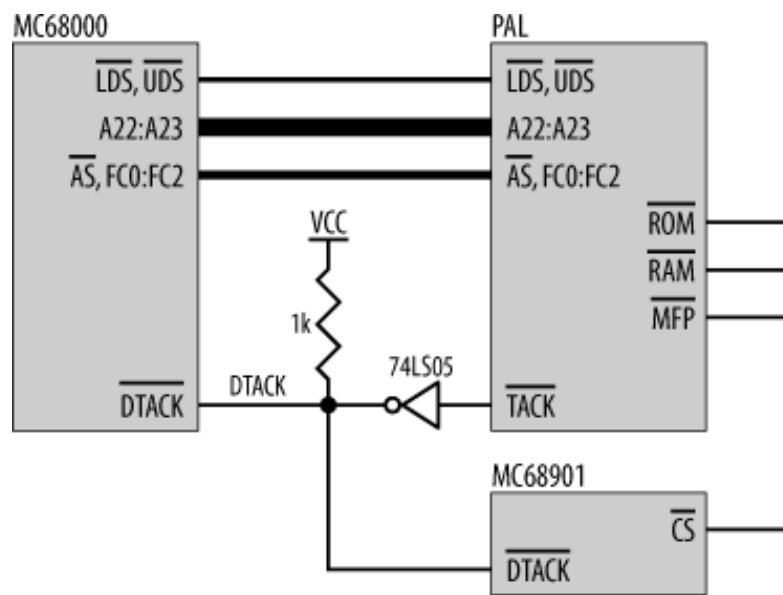 MC68000
PAL
LDS, UDS
LDS, UDS
A22:A23
A22:A23
AS, FC0:FC2
AS, FC0:FC2
VCC
ROM
RAM
1k
MFP
74LS05
DTACK
DTACK
TACK
MC68901
CS
DTACK